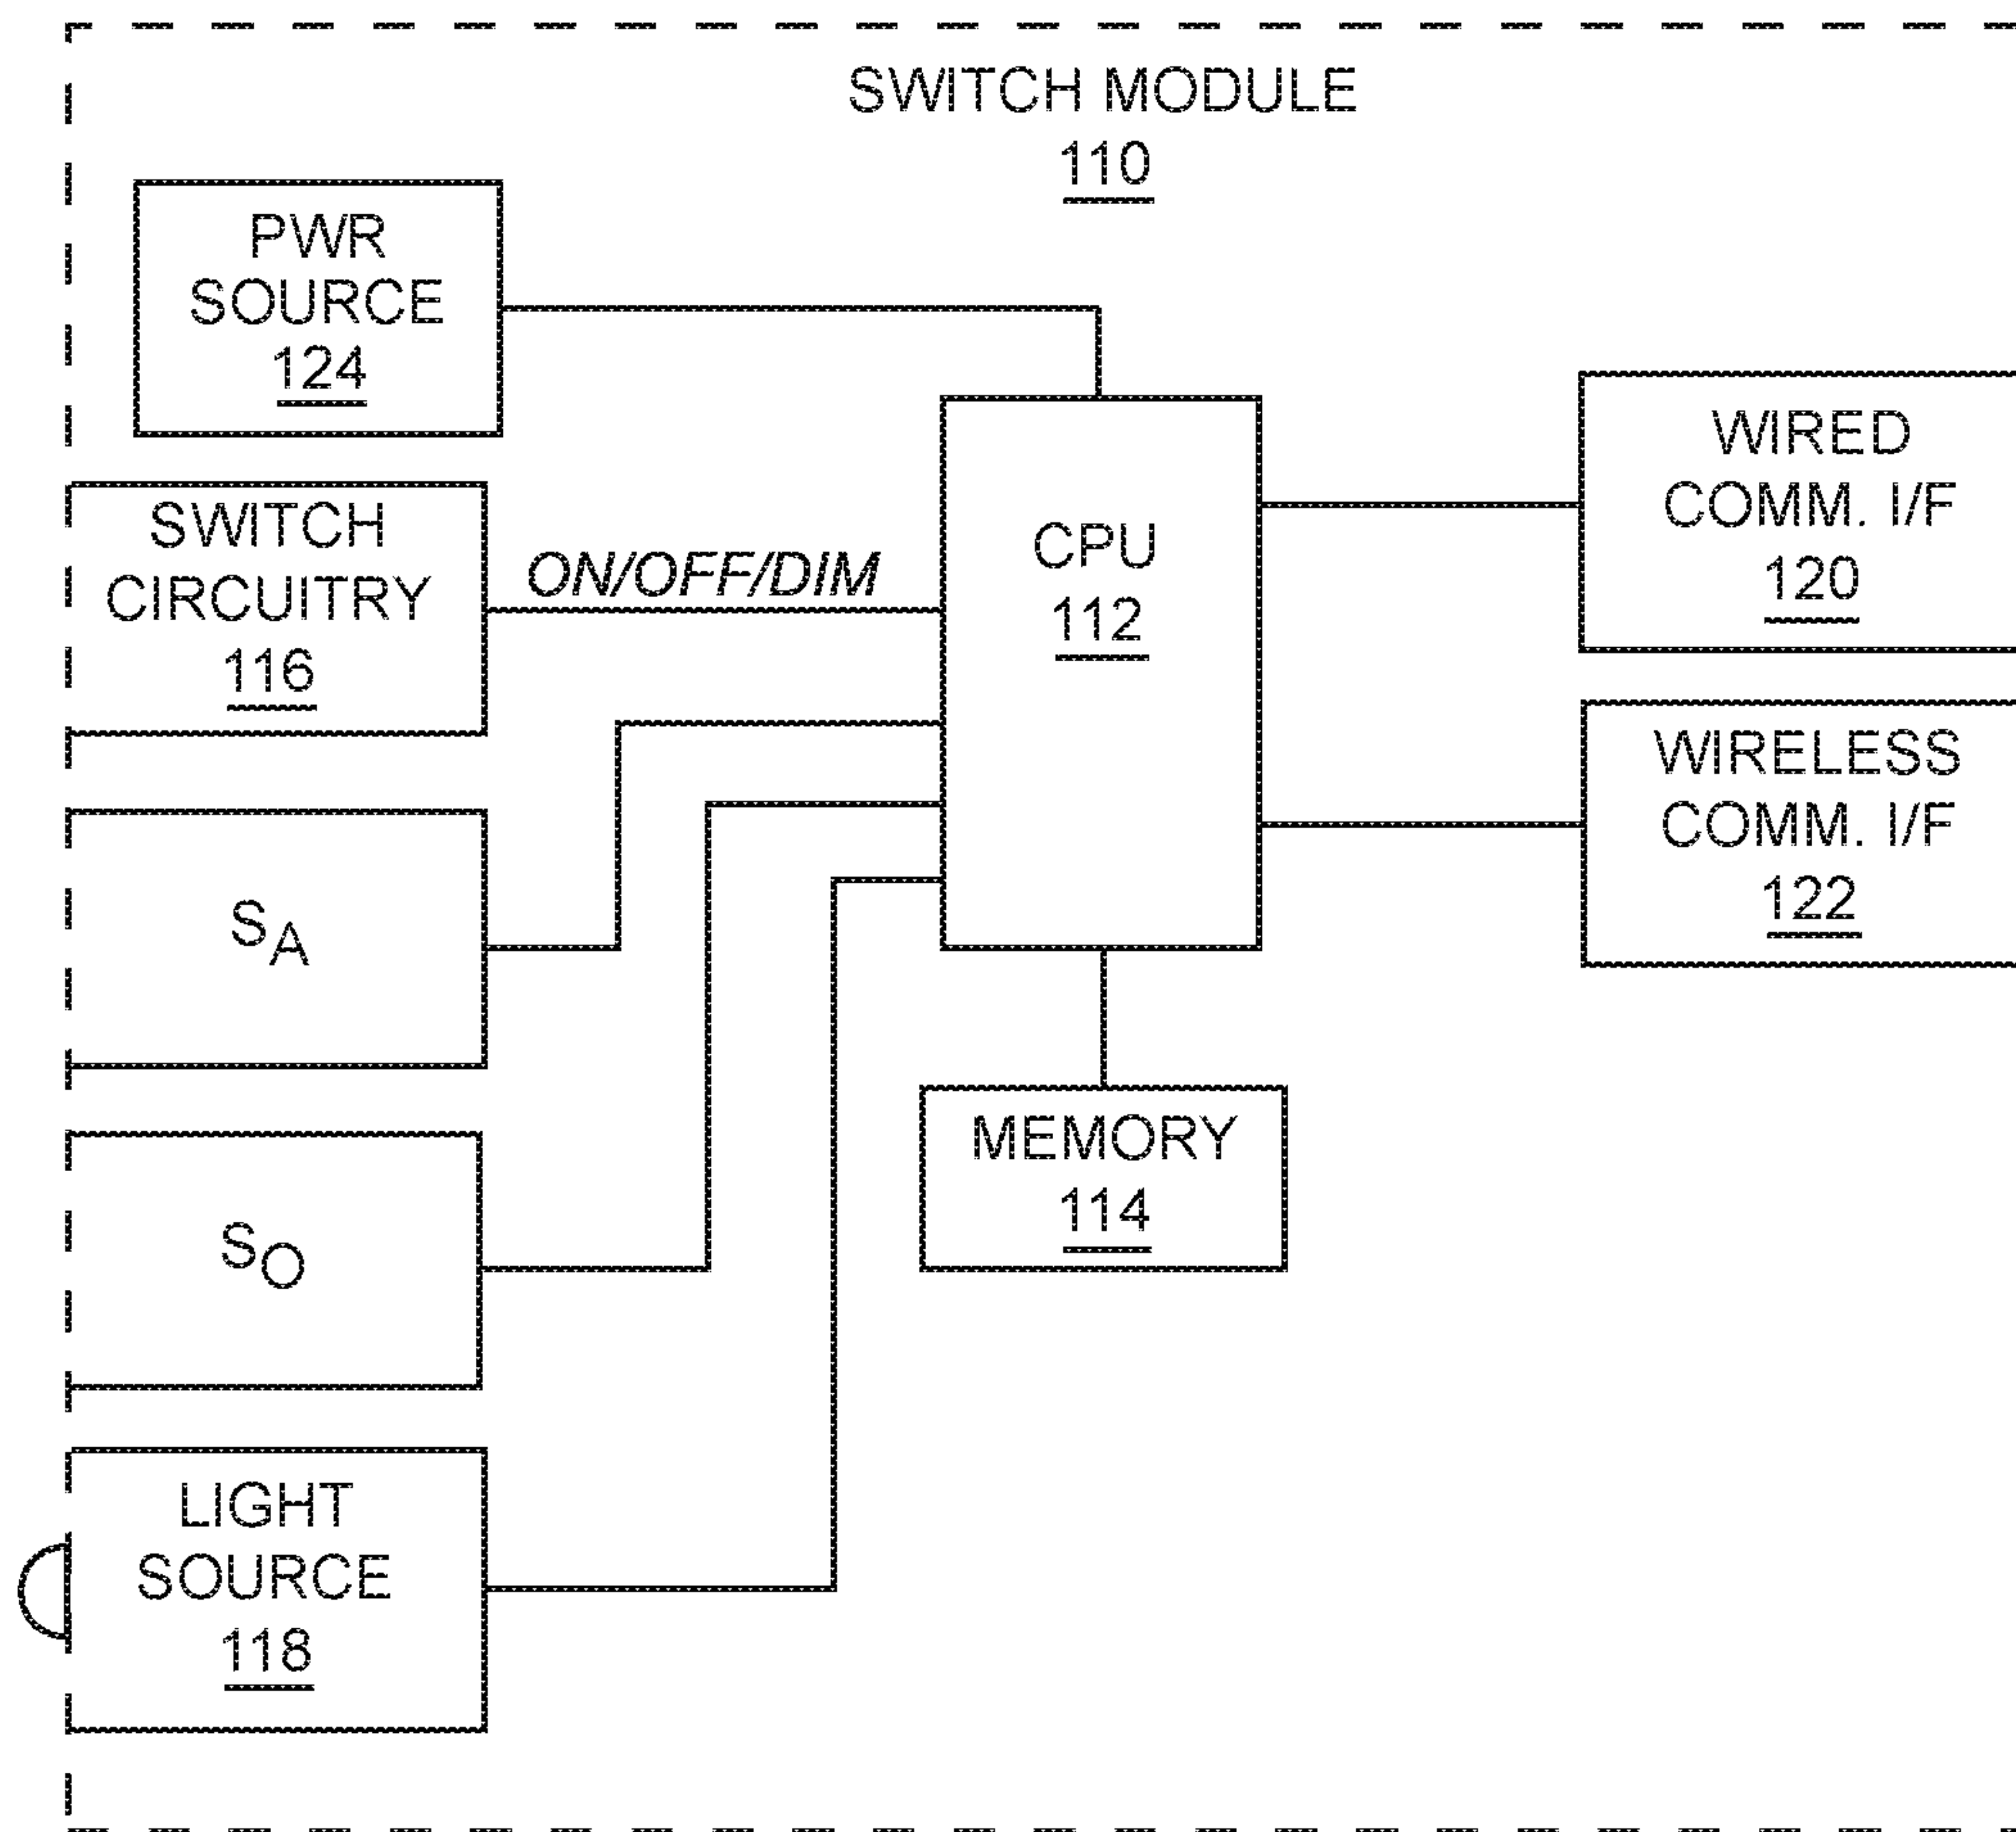 SWITCH MODULE
110
PWR
SOURCE
124
SWITCH
CIRCUITRY
116
ON/OFF/DIM
CPU
112
WIRED
COMM. I/F
120
WIRELESS
COMM. I/F
122
SA
SO
MEMORY
114
LIGHT
SOURCE
118